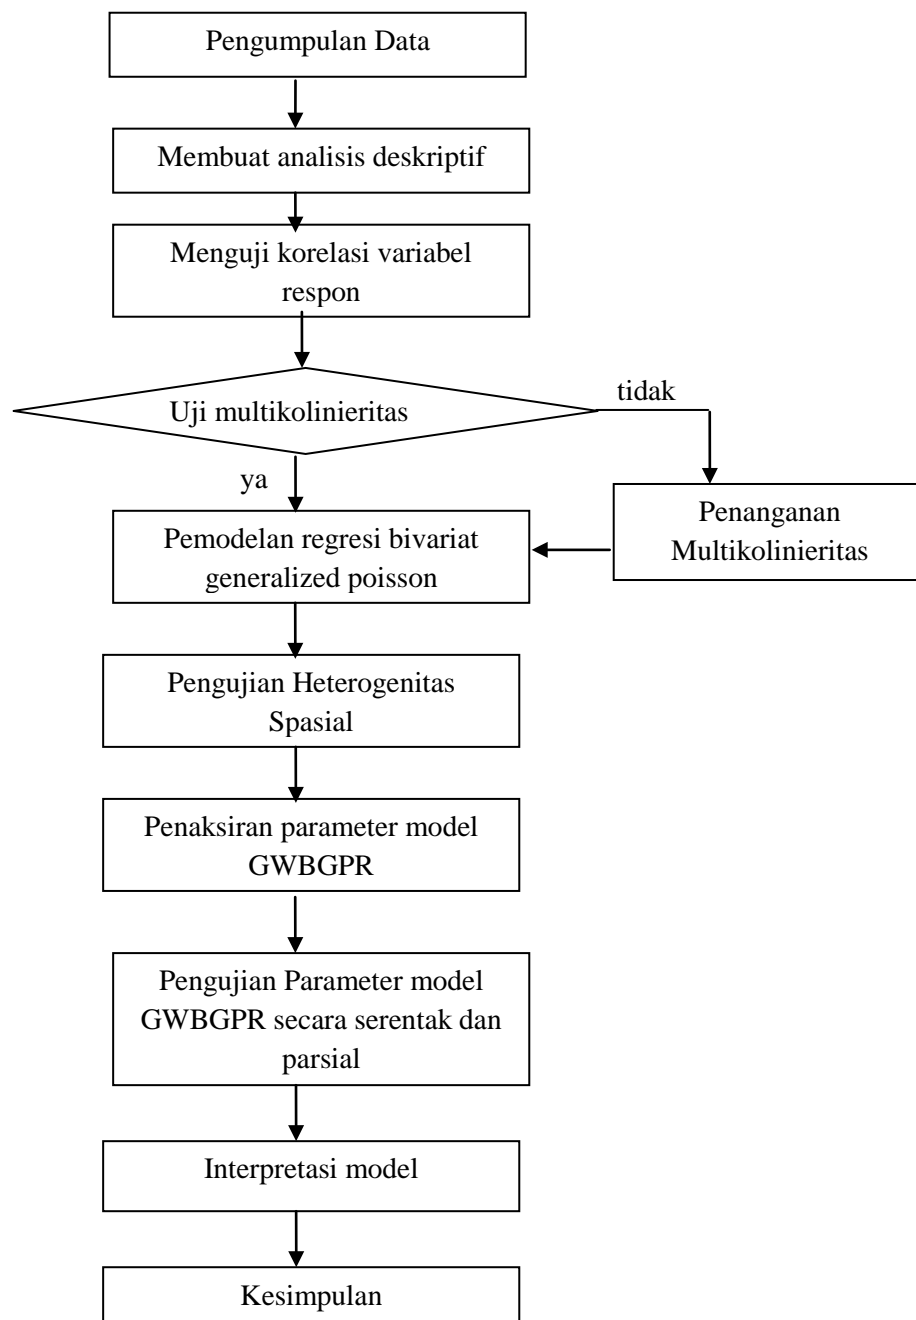 Pengumpulan Data
Membuat analisis deskriptif
Menguji korelasi variabel
respon
Uji multikolinieritas
tidak
ya
Penanganan
Multikolinieritas
Pemodelan regresi bivariat
generalized poisson
Pengujian Heterogenitas
Spasial
Penaksiran parameter model
GWBGPR
Pengujian Parameter model
GWBGPR secara serentak dan
parsial
Interpretasi model
Kesimpulan